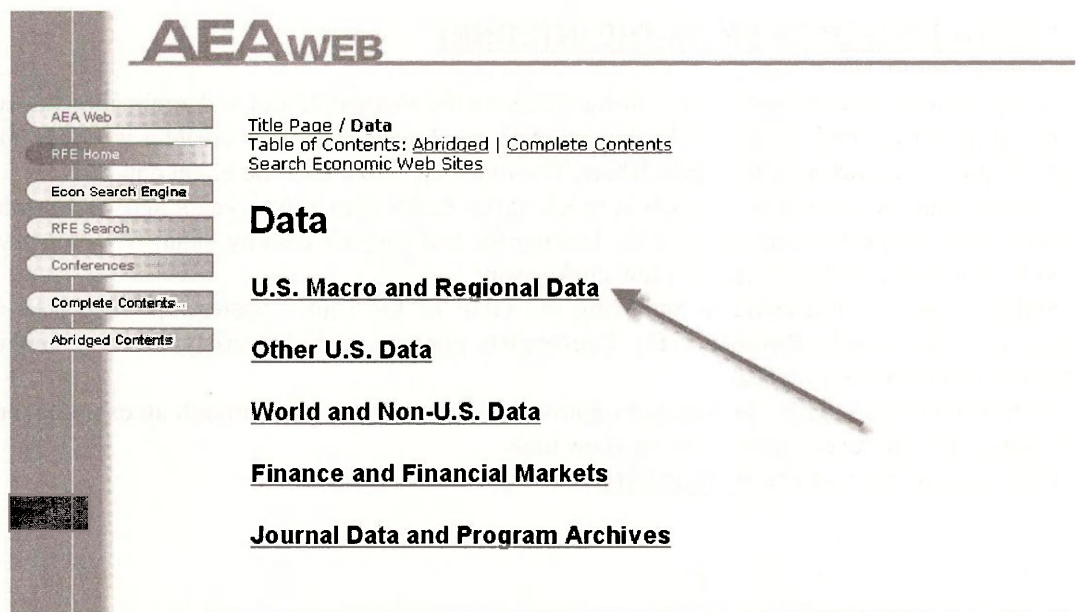 AEAWEB
AEA Web
RFE Home
Econ Search Engine
RFE Search
Conferences
Complete Contents
Abridged Contents
Title Page / Data
Table of Contents: Abridged | Complete Contents
Search Economic Web Sites
Data
U.S. Macro and Regional Data
Other U.S. Data
World and Non-U.S. Data
Finance and Financial Markets
Journal Data and Program Archives